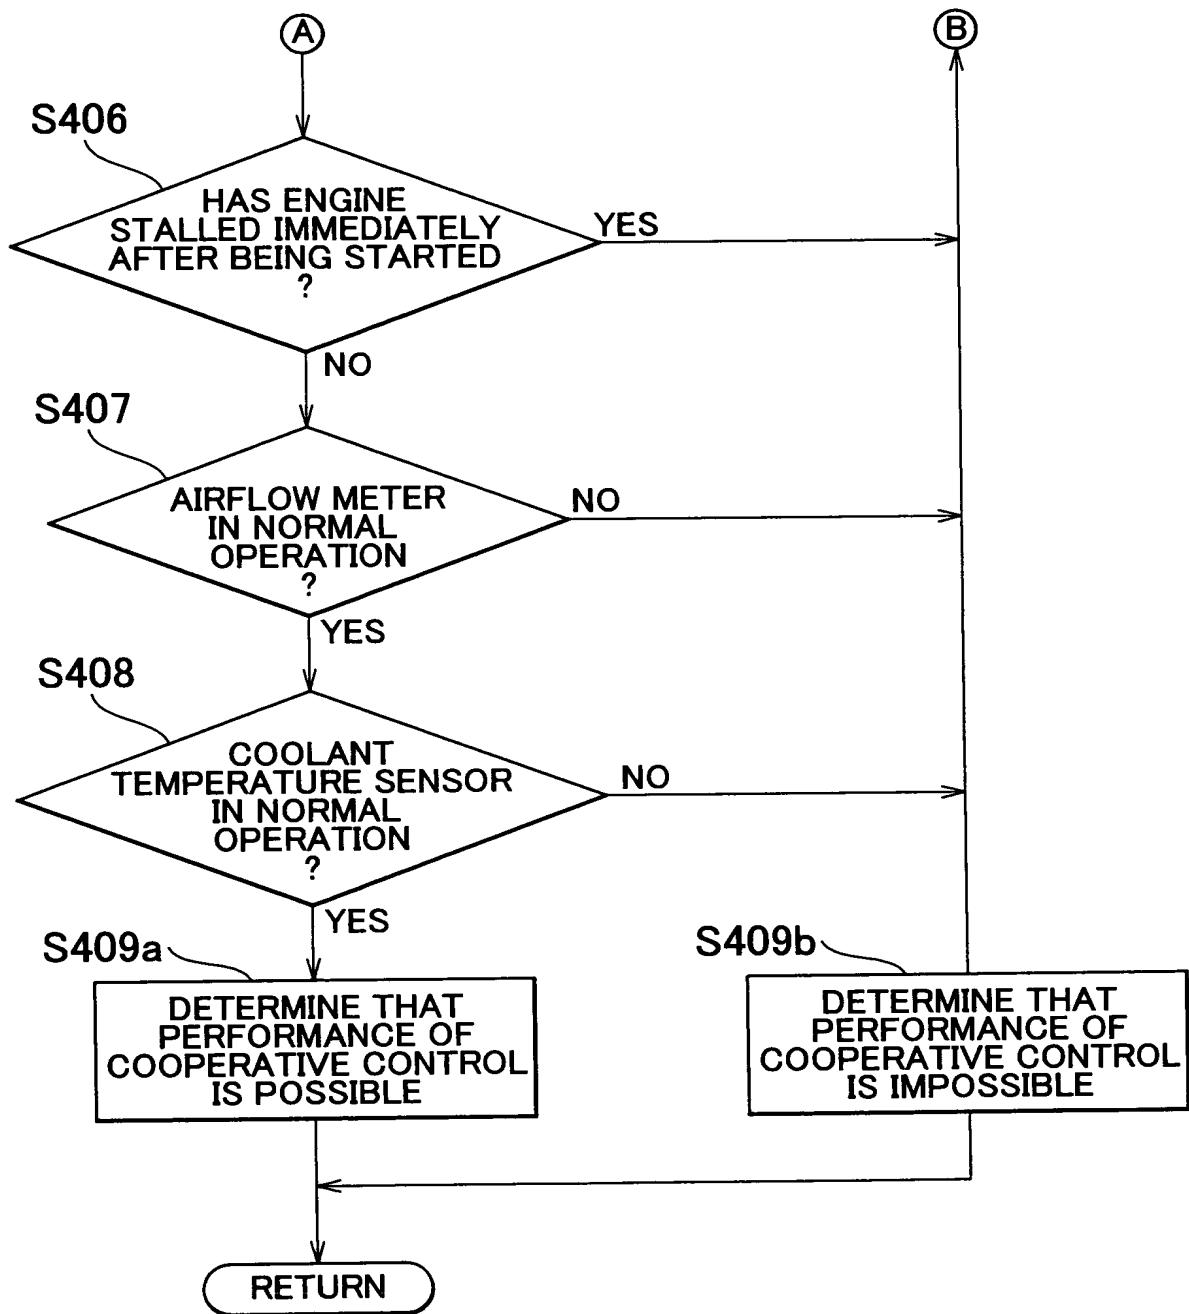 A
B
S406
HAS ENGINE
STALLED IMMEDIATELY
AFTER BEING STARTED
?
YES
NO
S407
AIRFLOW METER
IN NORMAL
OPERATION
?
NO
YES
S408
COOLANT
TEMPERATURE SENSOR
IN NORMAL
OPERATION
?
NO
YES
S409a
DETERMINE THAT
PERFORMANCE OF
COOPERATIVE CONTROL
IS POSSIBLE
S409b
DETERMINE THAT
PERFORMANCE OF
COOPERATIVE CONTROL
IS IMPOSSIBLE
RETURN